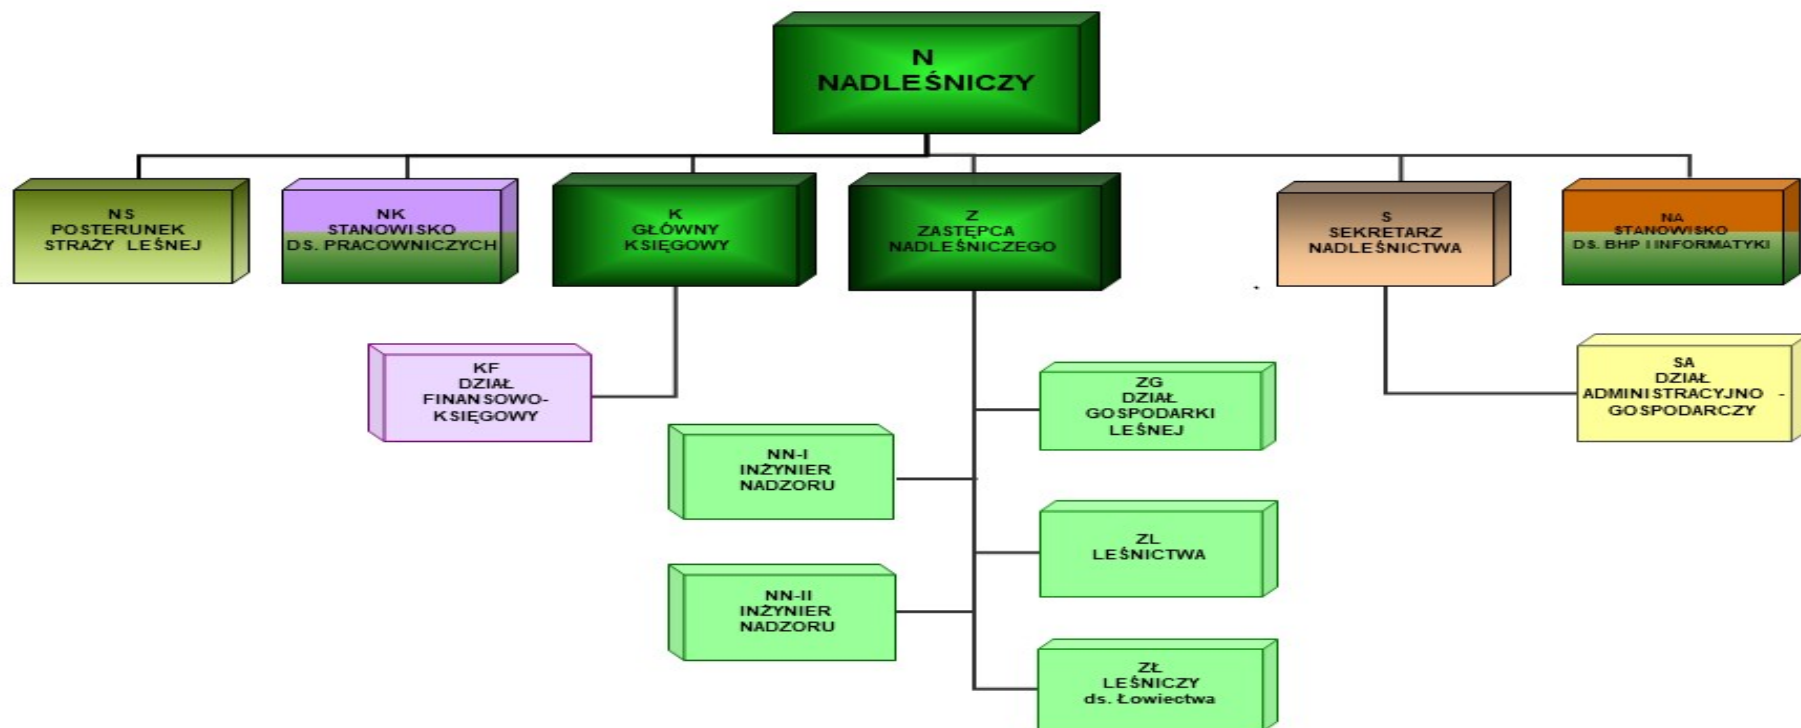 N
NADLEŚNICZY
NS
POSTERUNEK
STRAŻY LEŚNEJ
NK
STANOWISKO
DS. PRACOWNICZYCH
K
GŁÓWNY
KSIĘGOWY
Z
ZASTĘPCA
NADLEŚNICZEGO
S
SEKRETARZ
NADLEŚNICTWA
NA
STANOWISKO
DS. BHP I INFORMATYKI
KF
DZIAŁ
FINANSOWO-
KSIĘGOWY
ZG
DZIAŁ
GOSPODARKI
LEŚNEJ
SA
DZIAŁ
ADMINISTRACYJNO -
GOSPODARCZY
NN-I
INŻYNIER
NADZORU
ZL
LEŚNICTWA
NN-II
INŻYNIER
NADZORU
ZŁ
LEŚNICZY
ds. Łowiectwa